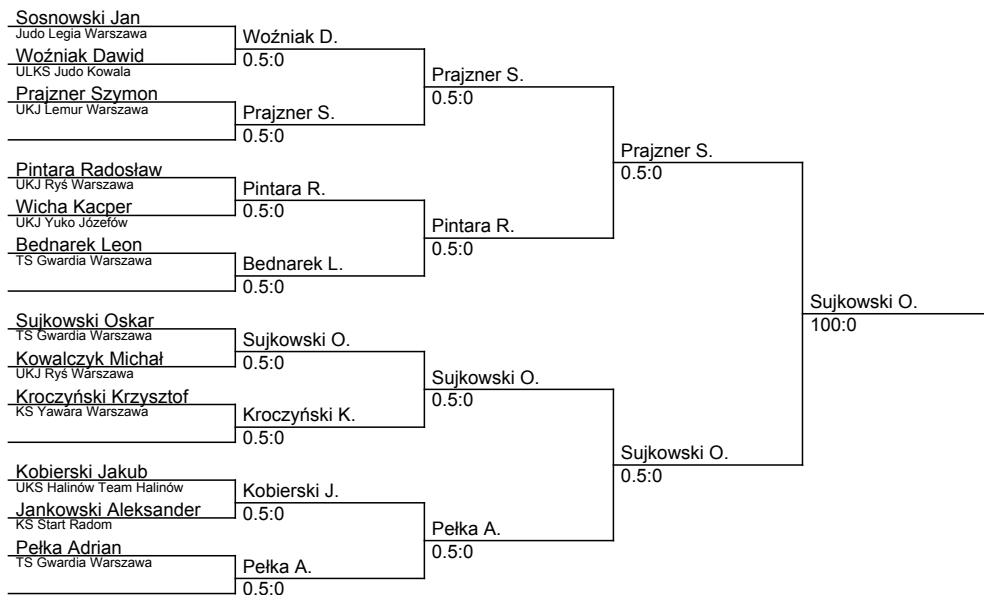 Sosnowski Jan
Judo Legia Warszawa
Woźniak Dawid
ULKS Judo Kowala
Prajzner Szymon
UKJ Lemur Warszawa
Pintara Radosław
UKJ Ryś Warszawa
Wicha Kacper
UKJ Yuko Józefów
Bednarek Leon
TS Gwardia Warszawa
Sujkowski Oskar
TS Gwardia Warszawa
Kowalczyk Michał
UKJ Ryś Warszawa
Kroczyński Krzysztof
KS Yawara Warszawa
Kobierski Jakub
UKS Halinów Team Halinów
Jankowski Aleksander
KS Start Radom
Pełka Adrian
TS Gwardia Warszawa
Woźniak D.
0.5:0
Prajzner S.
0.5:0
Pintara R.
0.5:0
Bednarek L.
0.5:0
Sujkowski O.
0.5:0
Kroczyński K.
0.5:0
Kobierski J.
0.5:0
Pełka A.
0.5:0
Prajzner S.
0.5:0
Pintara R.
0.5:0
Sujkowski O.
0.5:0
Pełka A.
0.5:0
Prajzner S.
0.5:0
Sujkowski O.
0.5:0
Sujkowski O.
100:0